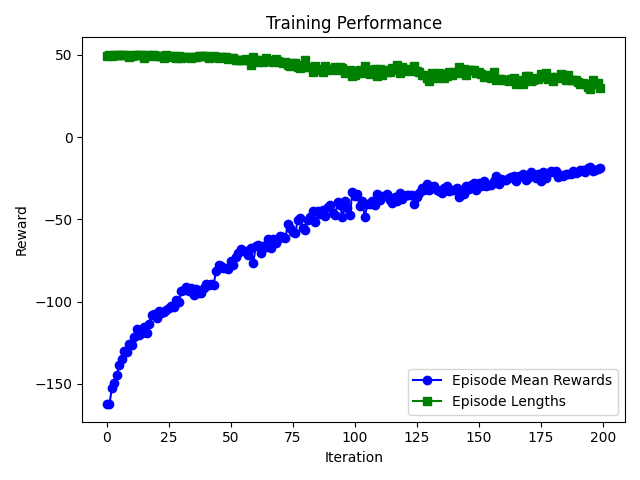 Training Performance
50
0
−50
−100
−150
Reward
0
25
50
75
100
125
150
175
200
Iteration
Episode Mean Rewards
Episode Lengths